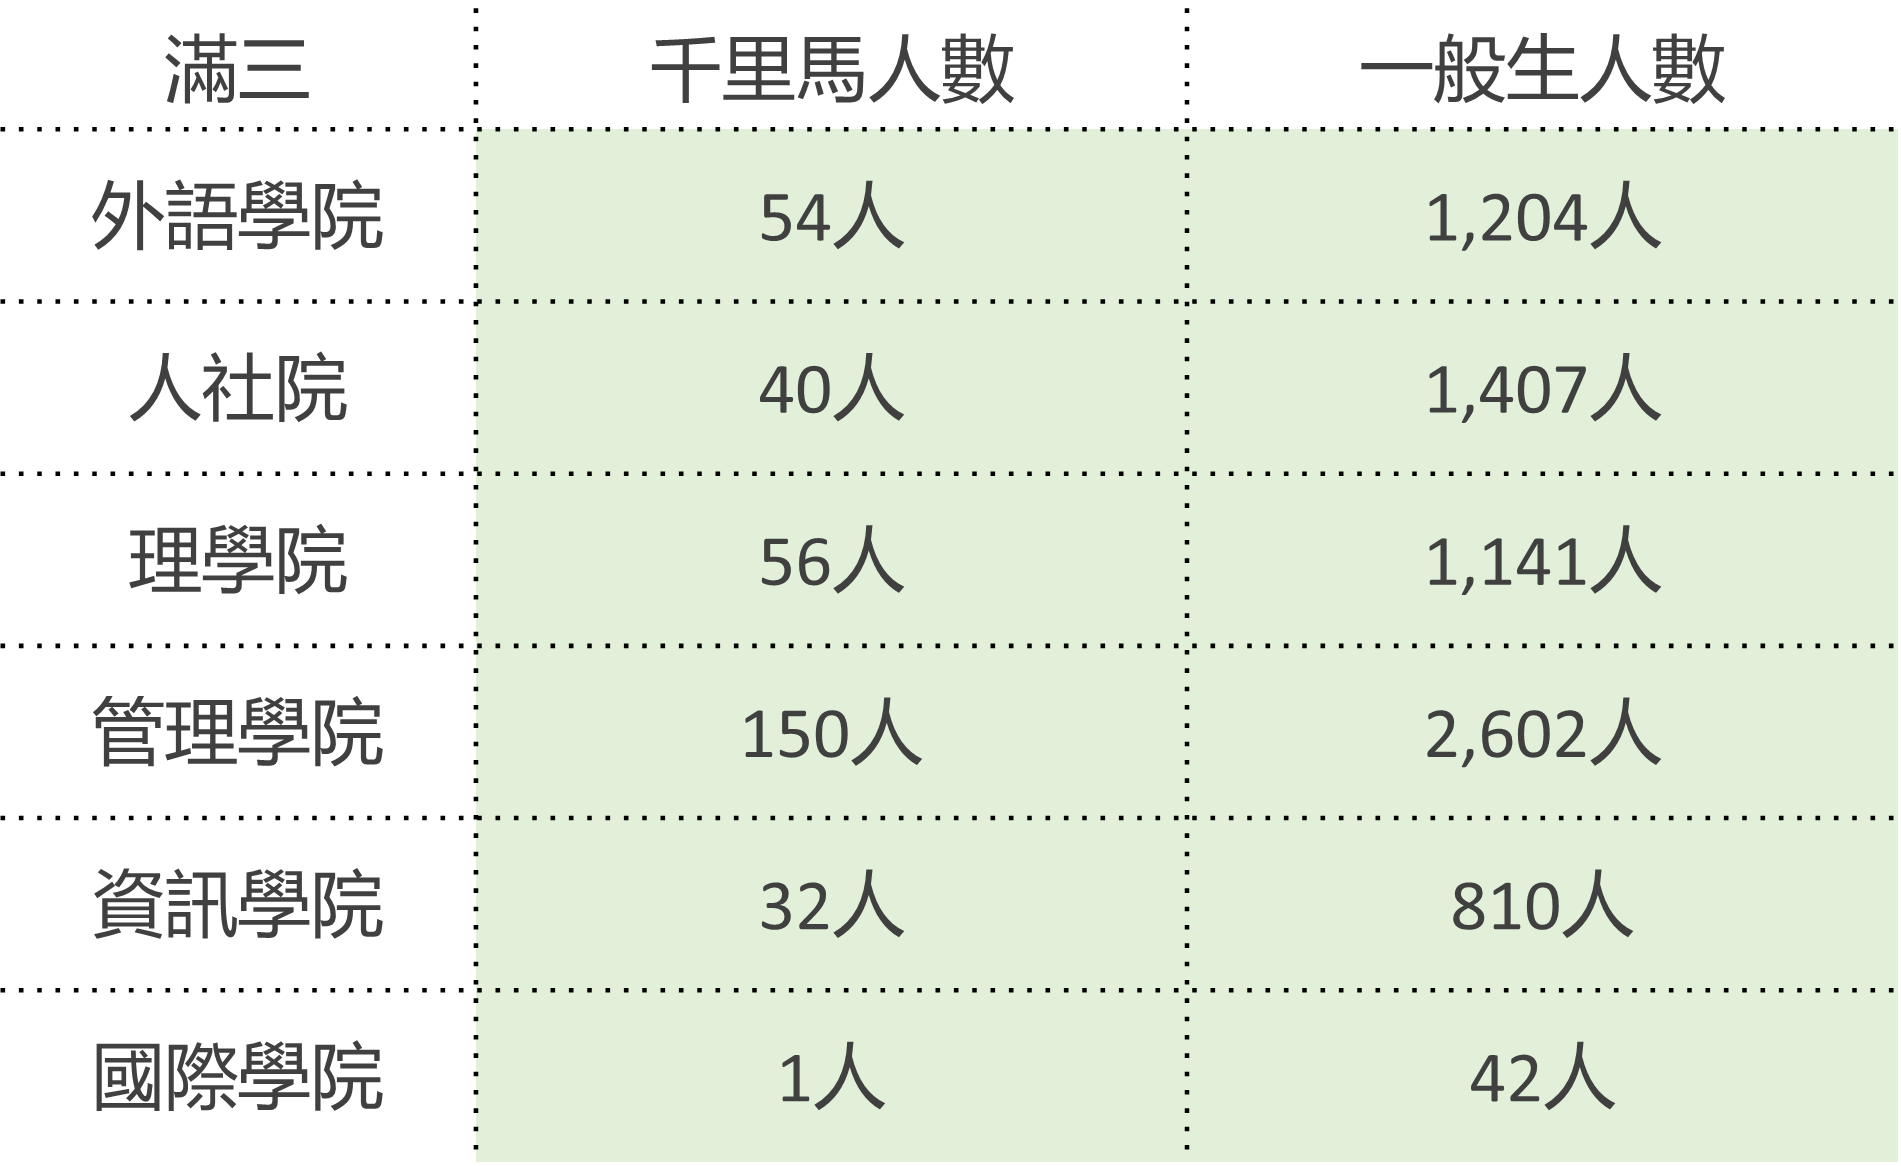 滿三 千里馬人數 一般生人數
外語學院 54人 1,204人
人社院 40人 1,407人
理學院 56人 1,141人
管理學院 150人 2,602人
資訊學院 32人 810人
國際學院 1人 42人